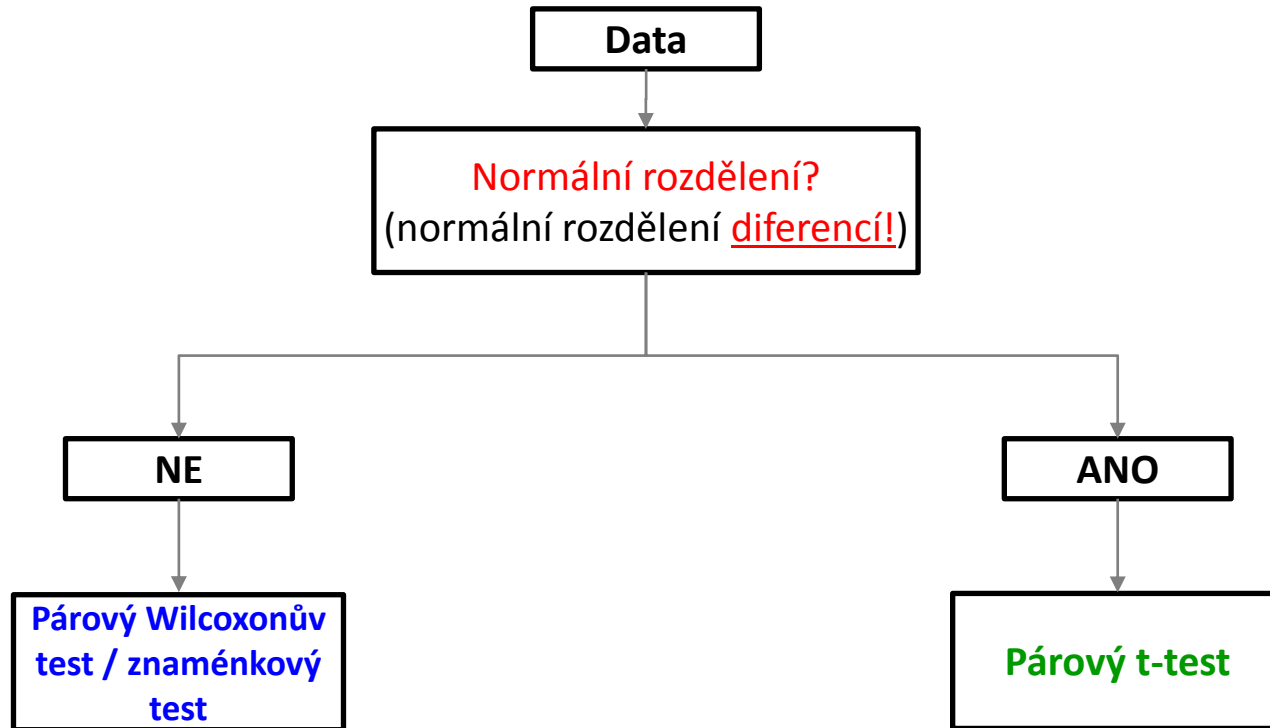 Data
Normální rozdělení?
(normální rozdělení diferencí!)
NE
ANO
Párový Wilcoxonův
test / znaménkový
test
Párový t-test